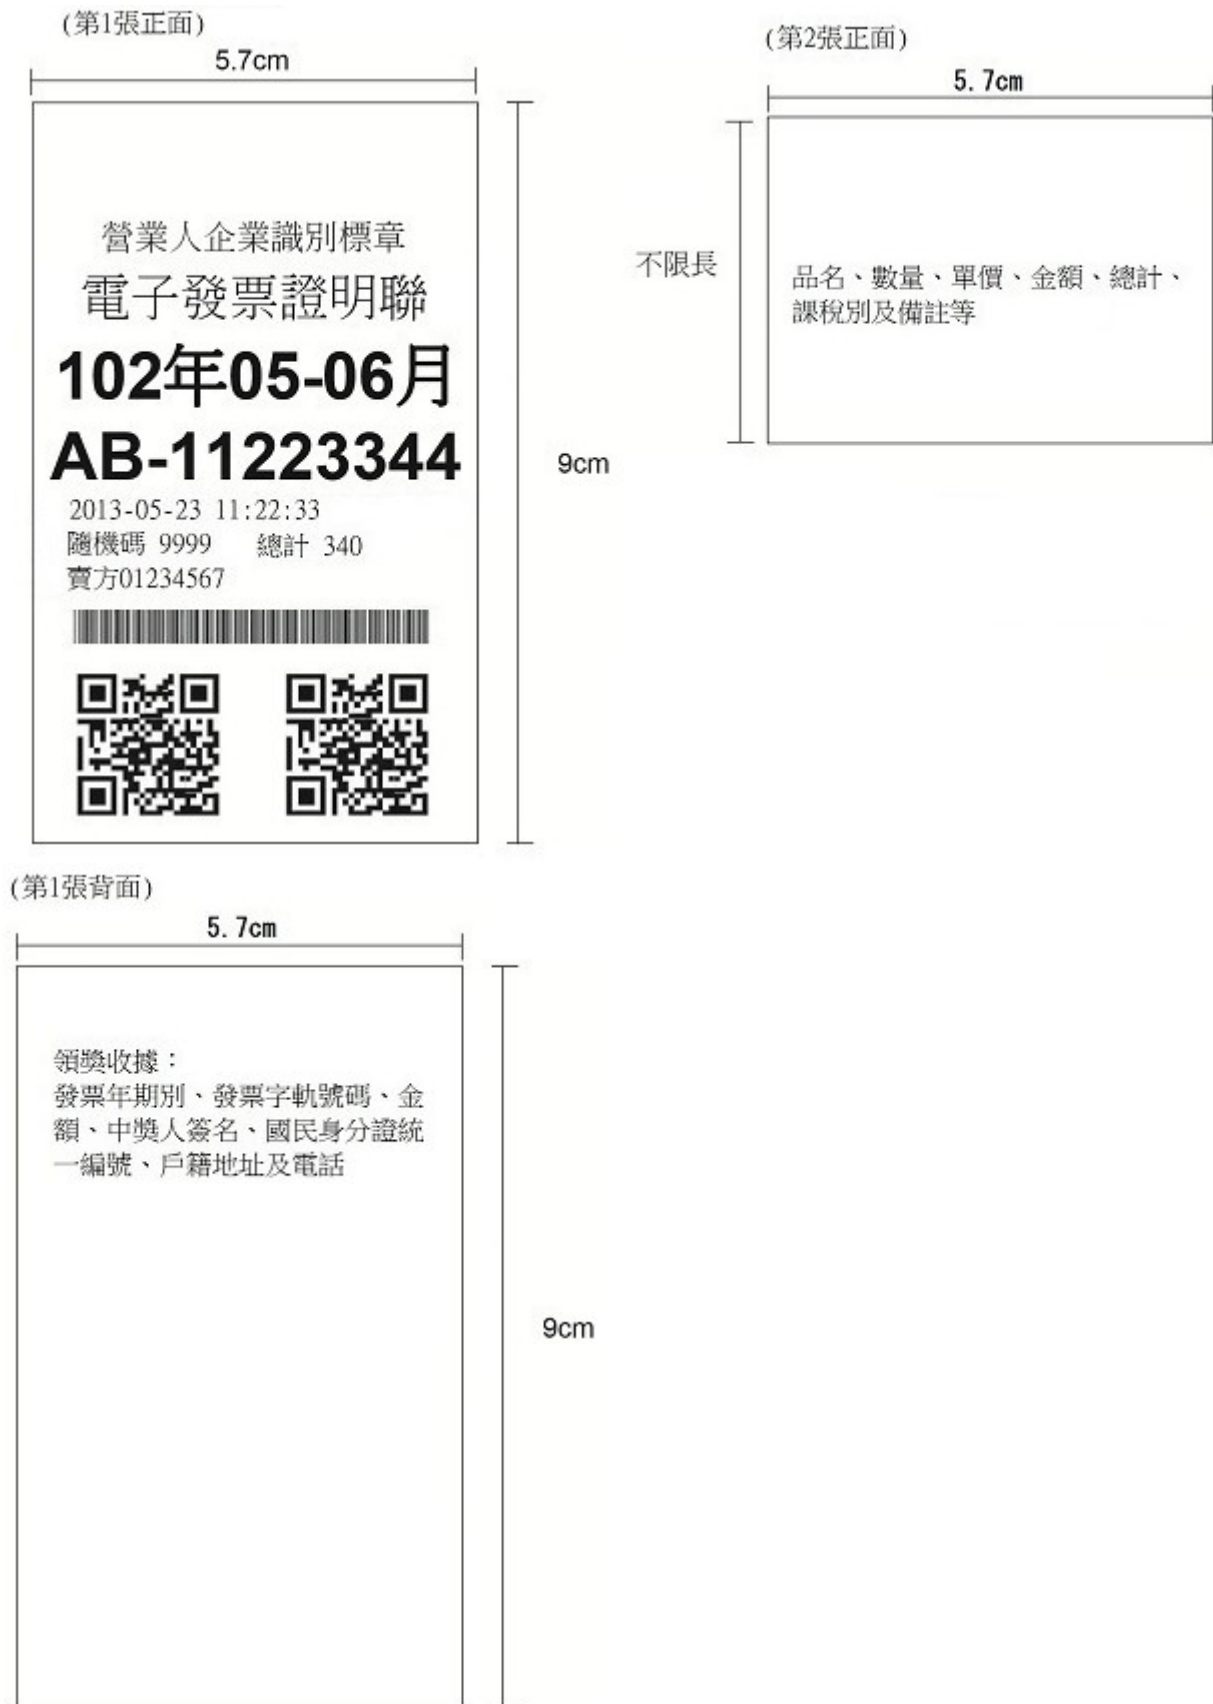 (第1張正面)
5.7cm
營業人企業識別標章
電子發票證明聯
102年05-06月
AB-11223344
2013-05-23 11:22:33
隨機碼 9999 總計 340
賣方01234567
9cm
(第2張正面)
5.7cm
不限長
品名、數量、單價、金額、總計、
課稅別及備註等
(第1張背面)
5.7cm
領獎收據：
發票年期別、發票字軌號碼、金
額、中獎人簽名、國民身分證統
一編號、戶籍地址及電話
9cm